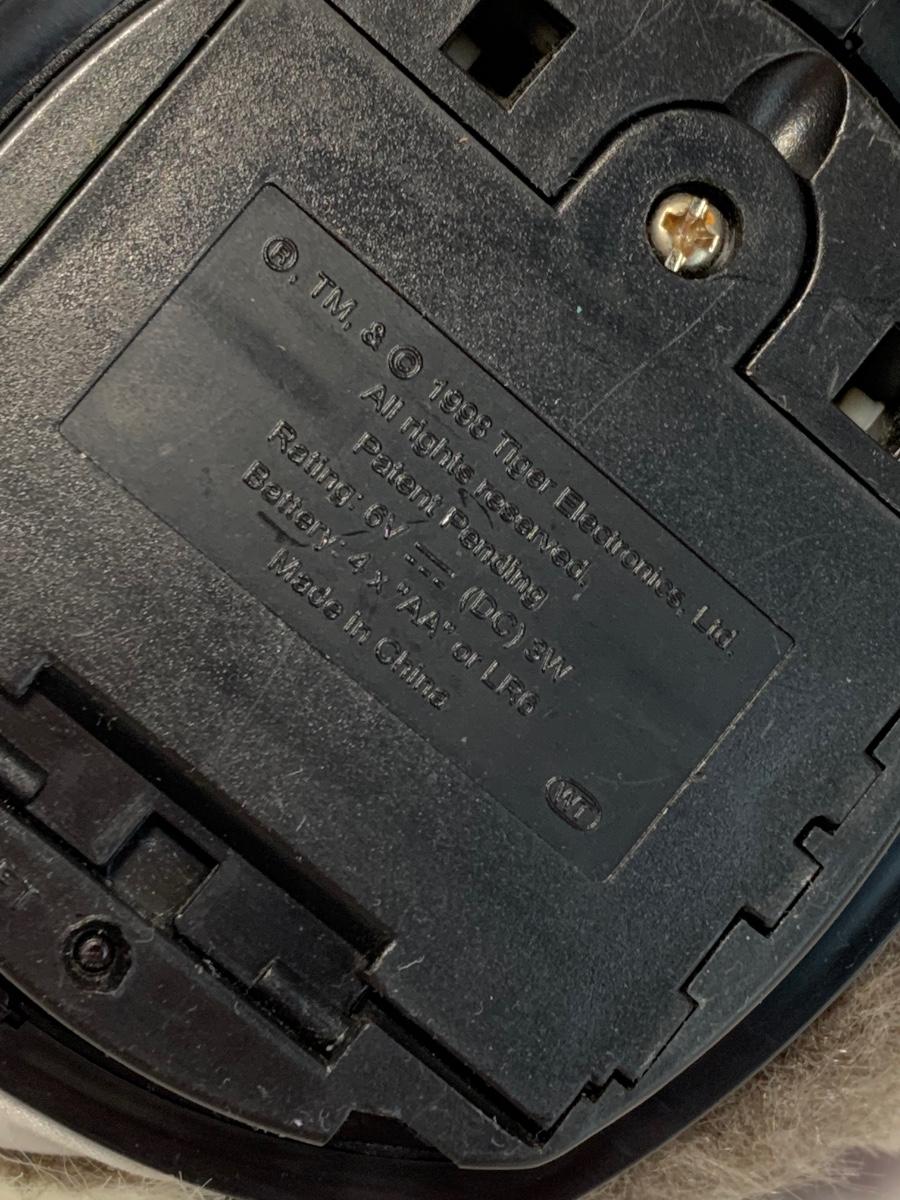 ®, TM, & © 1998 Tiger Electronics, Ltd.
All rights reserved,
Patent Pending
Rating: 6V ⎓ (DC) 3W
Battery: 4 x "AA" or LR6
Made in China
WT